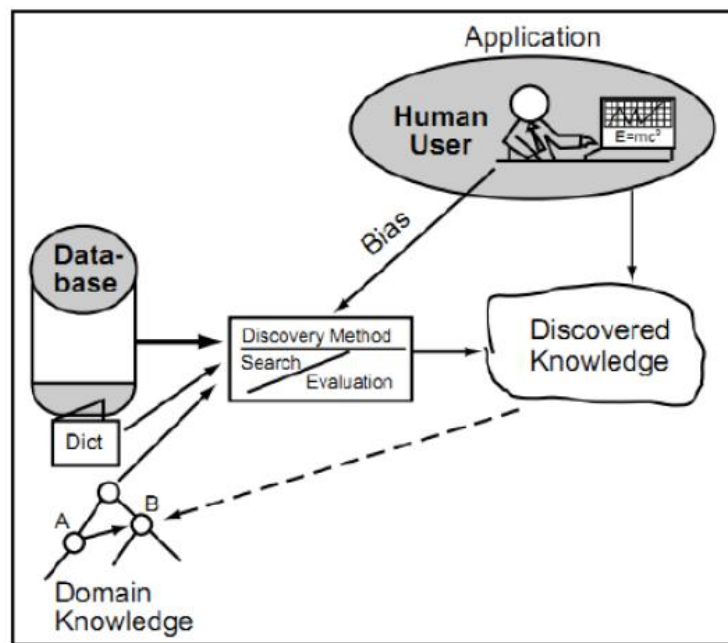 Application
Human
User
E=mc²
Bias
Data-
base
Discovery Method
Search
Evaluation
Discovered
Knowledge
Dict
A
B
Domain
Knowledge